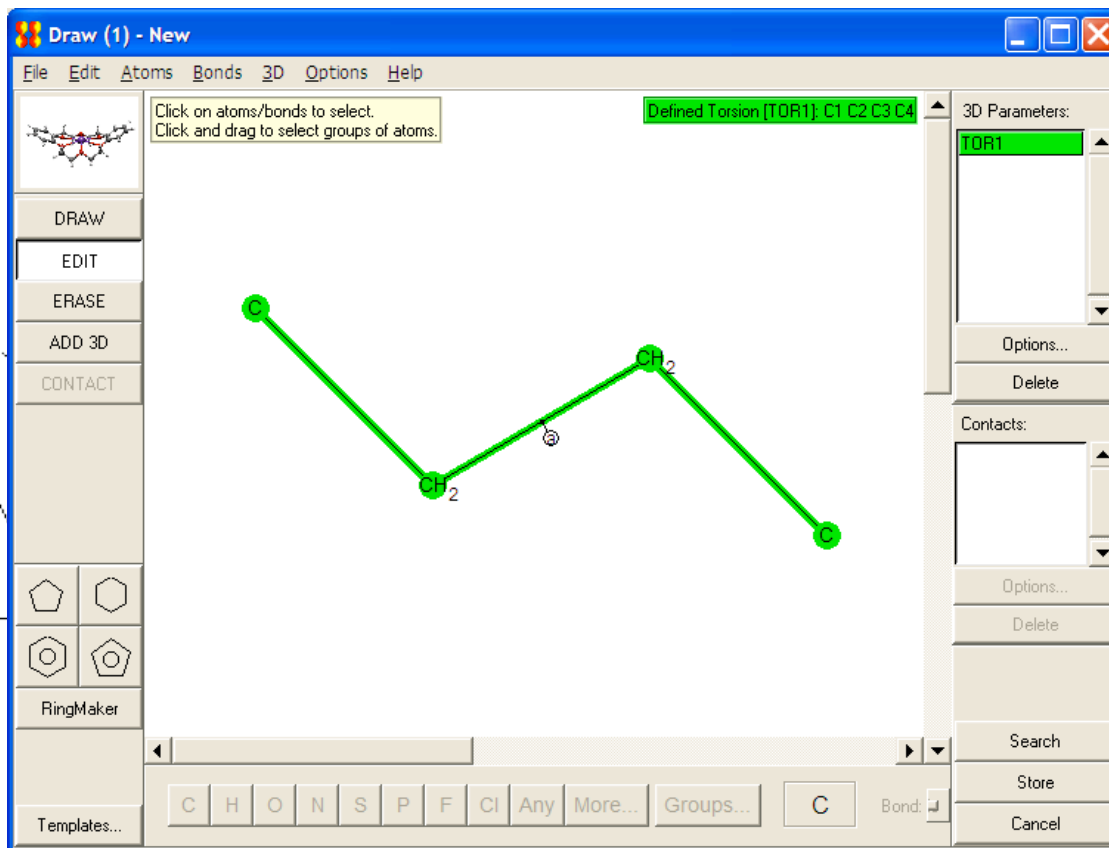 Draw (1) - New
File Edit Atoms Bonds 3D Options Help
Click on atoms/bonds to select.
Click and drag to select groups of atoms.
Defined Torsion [TOR1]: C1 C2 C3 C4
3D Parameters:
TOR1
DRAW
EDIT
ERASE
ADD 3D
CONTACT
C
CH2
a
CH2
C
Options...
Delete
Contacts:
Options...
Delete
RingMaker
Templates...
C H O N S P F Cl Any More... Groups... C Bond:
Search
Store
Cancel